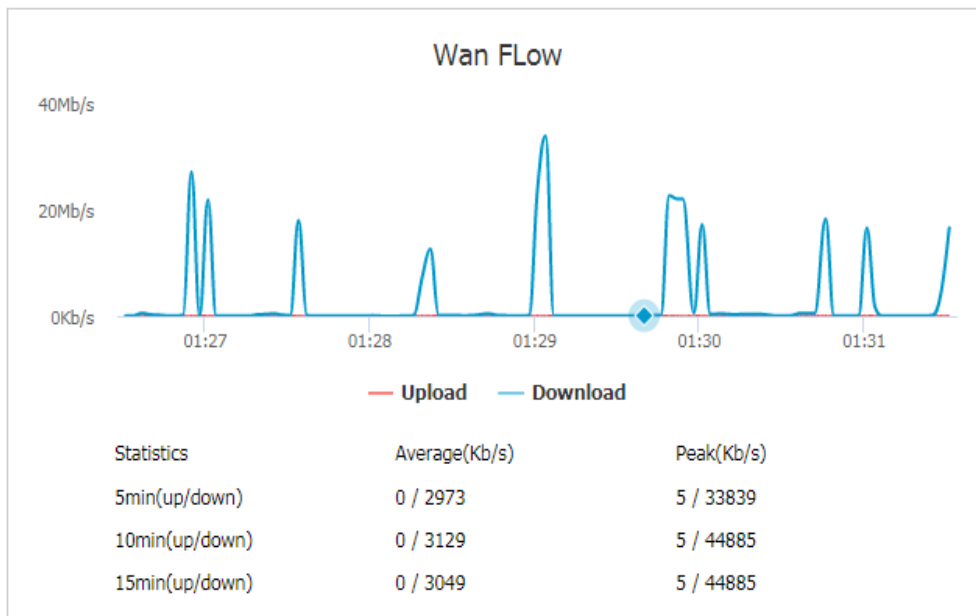 Wan FLow
40Mb/s
20Mb/s
0Kb/s
01:27 01:28 01:29 01:30 01:31
Upload Download
Statistics Average(Kb/s) Peak(Kb/s)
5min(up/down) 0 / 2973 5 / 33839
10min(up/down) 0 / 3129 5 / 44885
15min(up/down) 0 / 3049 5 / 44885